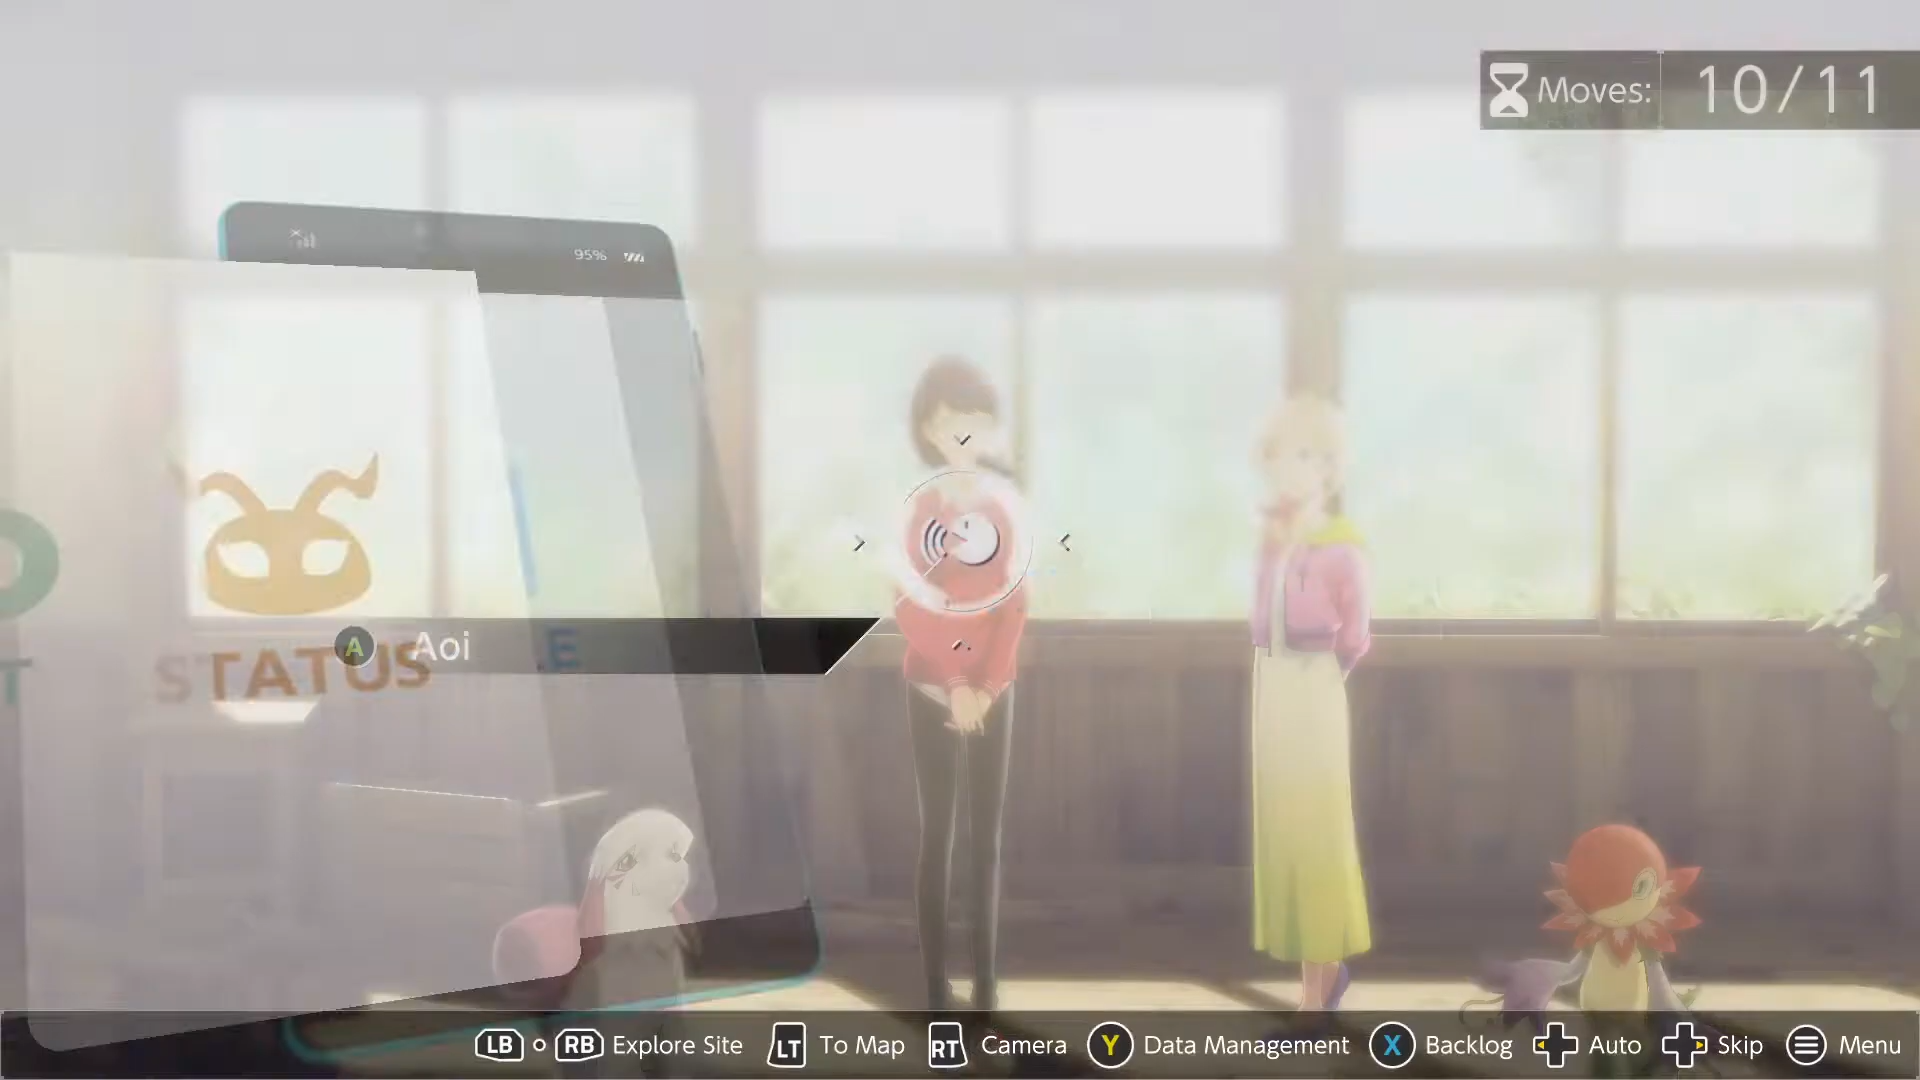 Moves: 10/11
95%
A Aoi
STATUS
E
T
LB RB Explore Site LT To Map RT Camera Y Data Management X Backlog Auto Skip Menu